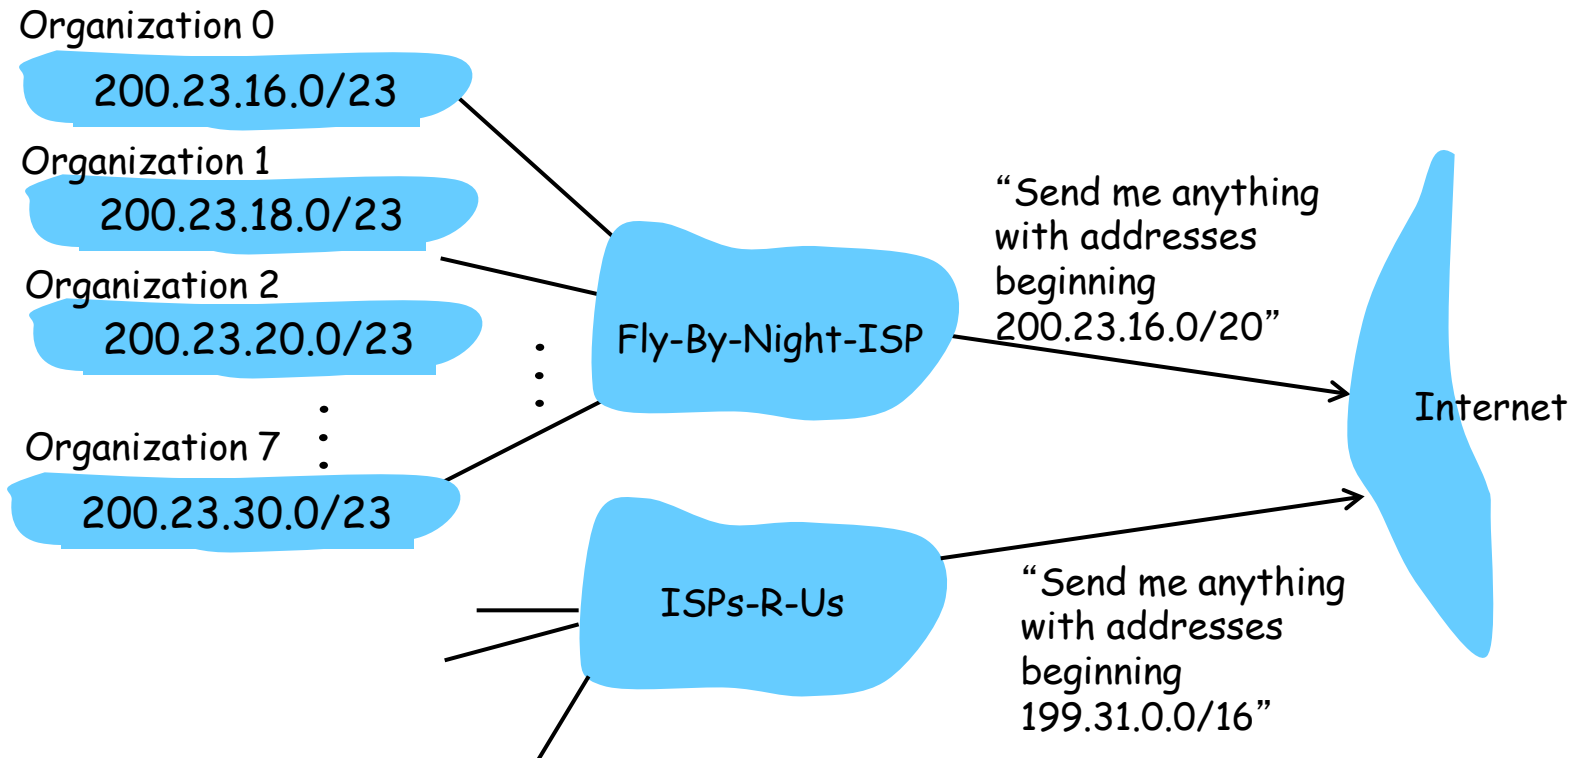 Organization 0
200.23.16.0/23
Organization 1
200.23.18.0/23
Organization 2
200.23.20.0/23
Organization 7
200.23.30.0/23
Fly-By-Night-ISP
“Send me anything
with addresses
beginning
200.23.16.0/20”
Internet
ISPs-R-Us
“Send me anything
with addresses
beginning
199.31.0.0/16”